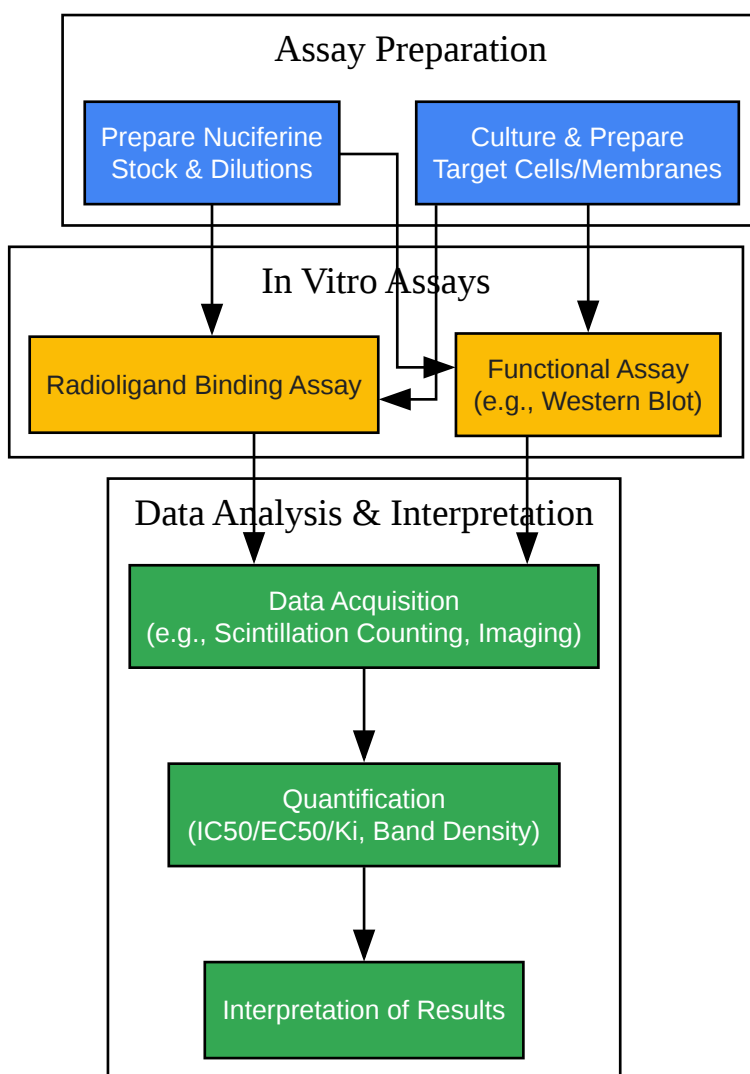 Assay Preparation
Prepare Nuciferine
Stock & Dilutions
Culture & Prepare
Target Cells/Membranes
In Vitro Assays
Radioligand Binding Assay
Functional Assay
(e.g., Western Blot)
Data Analysis & Interpretation
Data Acquisition
(e.g., Scintillation Counting, Imaging)
Quantification
(IC50/EC50/Ki, Band Density)
Interpretation of Results